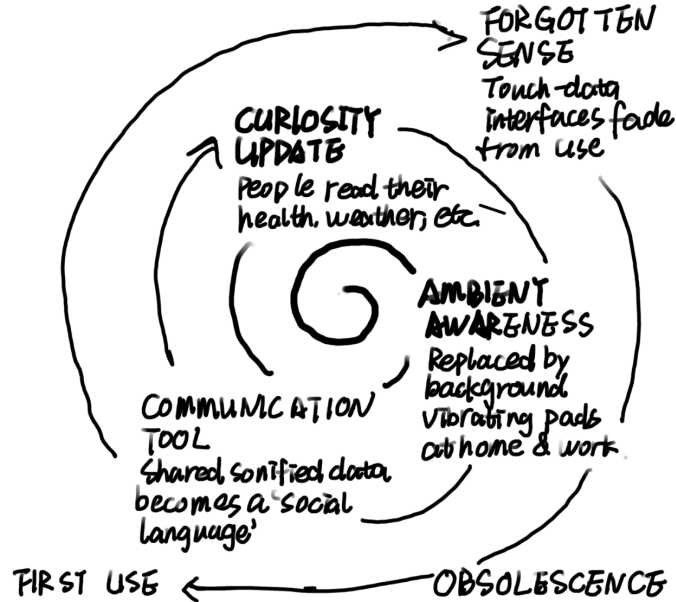 FORGOTTEN
SENSE
Touch-data
interfaces fade
from use
CURIOSITY
UPDATE
People read their
health, weather, etc.
AMBIENT
AWARENESS
Replaced by
background
vibrating pads
at home & work
COMMUNICATION
TOOL
Shared sonified data
becomes a 'social
language'
FIRST USE
OBSOLESCENCE